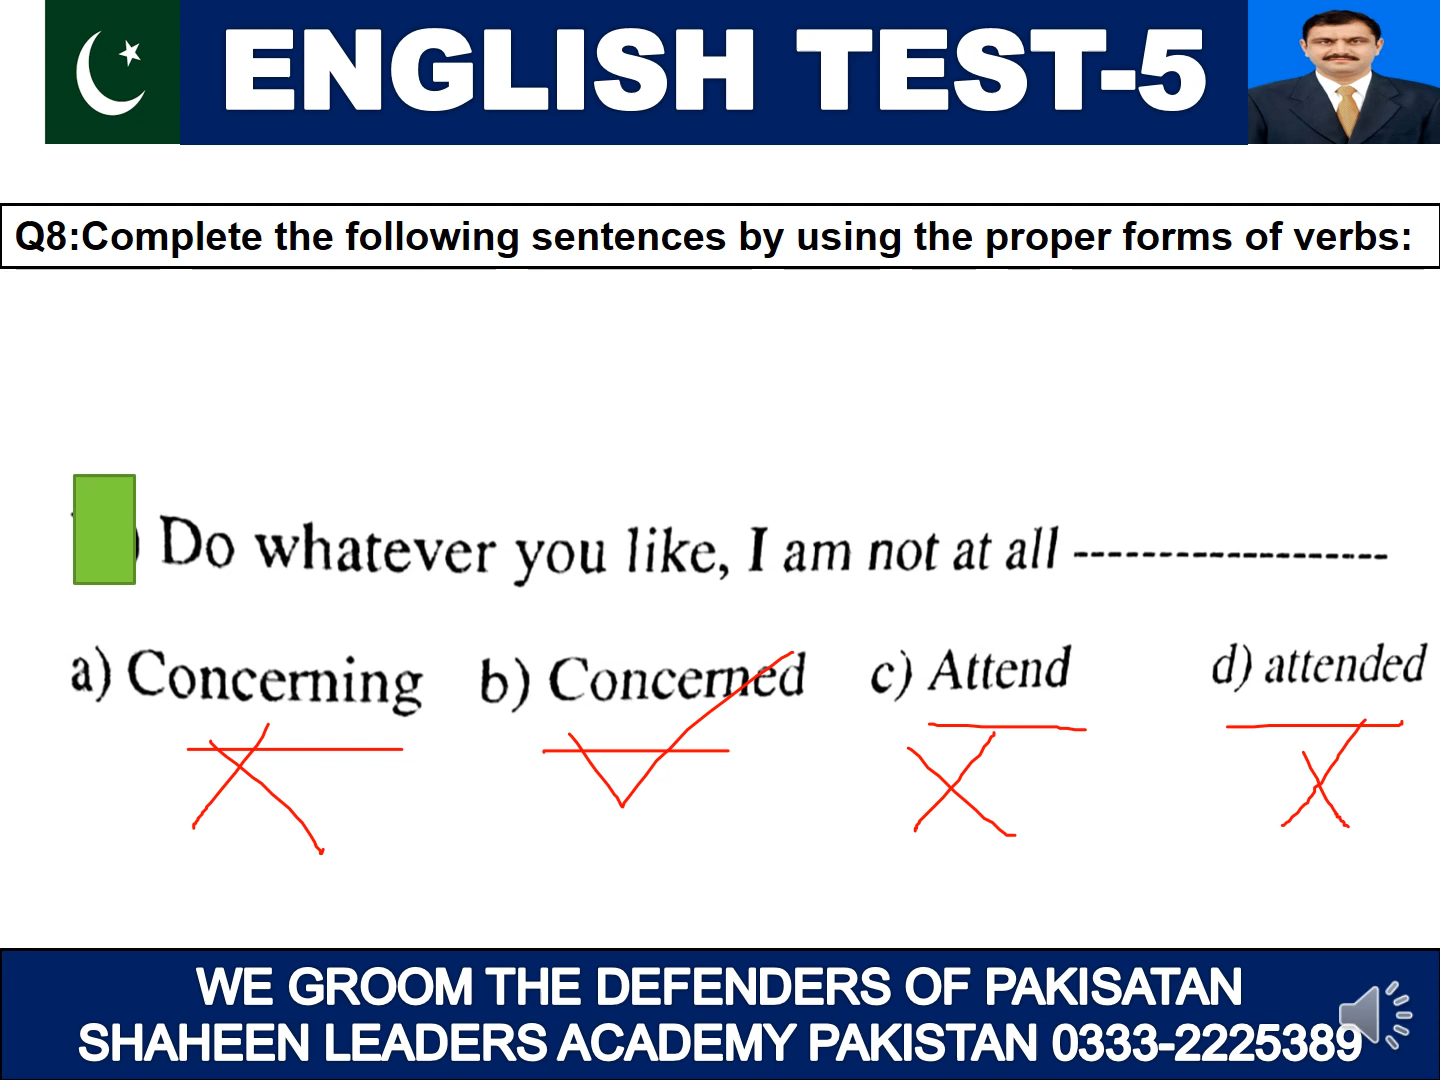 ENGLISH TEST-5
Q8:Complete the following sentences by using the proper forms of verbs:
) Do whatever you like, I am not at all -------------------
a) Concerning b) Concerned c) Attend d) attended
WE GROOM THE DEFENDERS OF PAKISATAN
SHAHEEN LEADERS ACADEMY PAKISTAN 0333-2225389